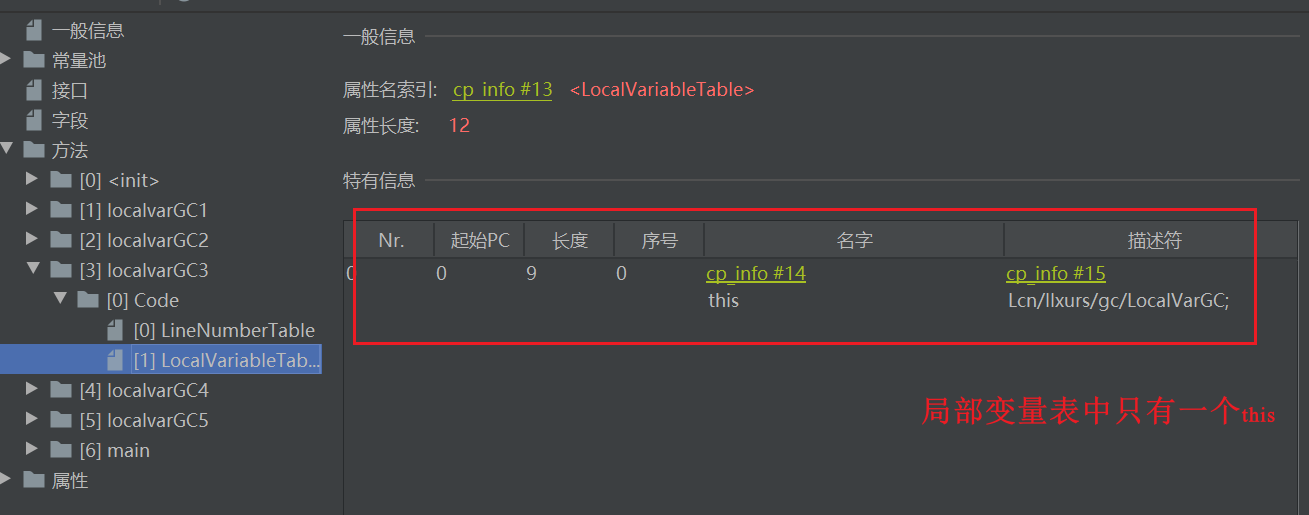 一般信息
常量池
接口
字段
方法
[0] <init>
[1] localvarGC1
[2] localvarGC2
[3] localvarGC3
[0] Code
[0] LineNumberTable
[1] LocalVariableTab...
[4] localvarGC4
[5] localvarGC5
[6] main
属性
一般信息
属性名索引: cp_info #13 <LocalVariableTable>
属性长度: 12
特有信息
Nr. 起始PC 长度 序号 名字 描述符
0 0 9 0 cp_info #14 cp_info #15
this Lcn/llxurs/gc/LocalVarGC;
局部变量表中只有一个this